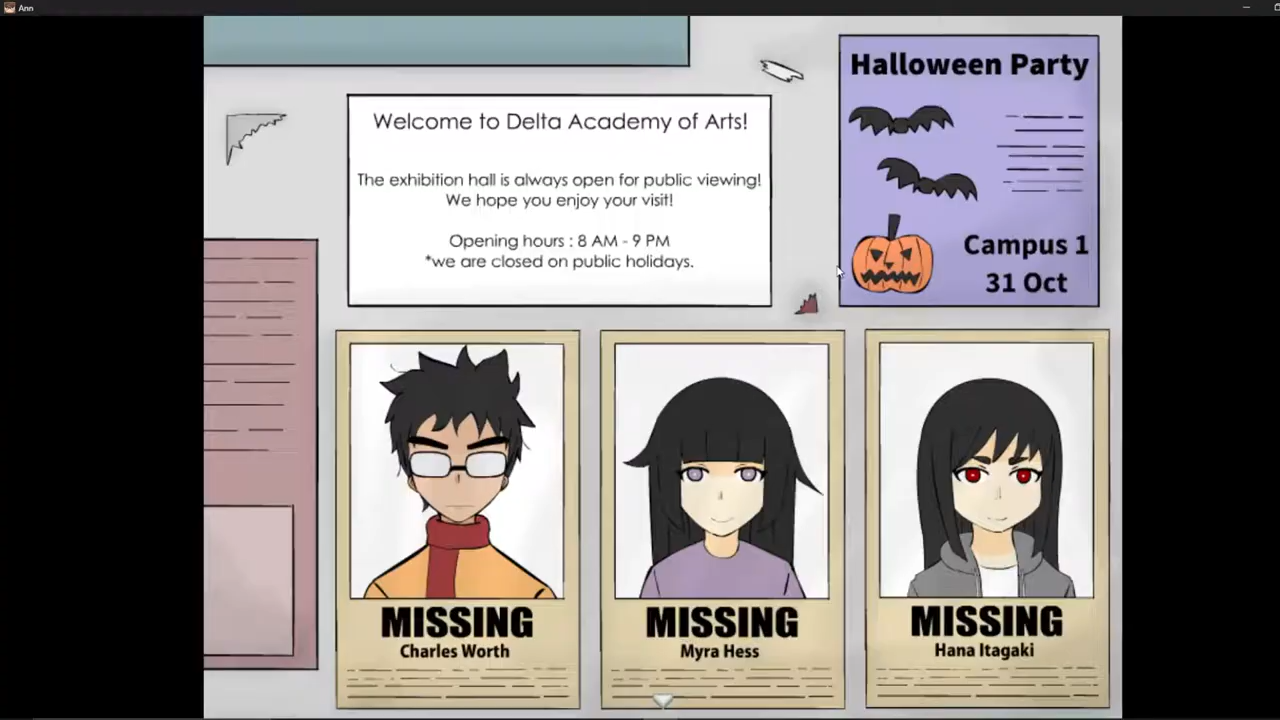 Ann
Halloween Party
Welcome to Delta Academy of Arts!
The exhibition hall is always open for public viewing!
We hope you enjoy your visit!
Opening hours : 8 AM - 9 PM
*we are closed on public holidays.
Campus 1
31 Oct
MISSING
Charles Worth
MISSING
Myra Hess
MISSING
Hana Itagaki